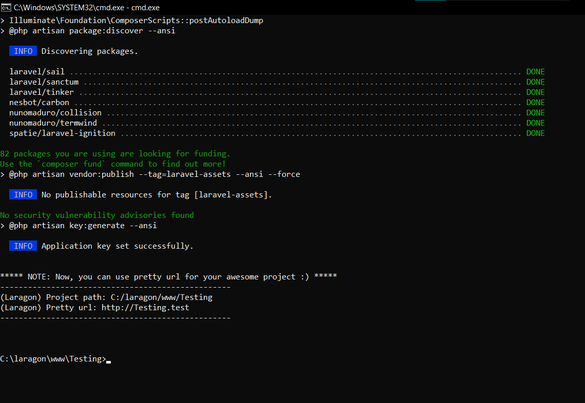 C:\Windows\SYSTEM32\cmd.exe - cmd.exe
> Illuminate\Foundation\ComposerScripts::postAutoloadDump
> @php artisan package:discover --ansi
INFO Discovering packages.
laravel/sail ........................................................................ DONE
laravel/sanctum ..................................................................... DONE
laravel/tinker ...................................................................... DONE
nesbot/carbon ....................................................................... DONE
nunomaduro/collision ................................................................ DONE
nunomaduro/termwind ................................................................. DONE
spatie/laravel-ignition ............................................................. DONE
82 packages you are using are looking for funding.
Use the `composer fund` command to find out more!
> @php artisan vendor:publish --tag=laravel-assets --ansi --force
INFO No publishable resources for tag [laravel-assets].
No security vulnerability advisories found
> @php artisan key:generate --ansi
INFO Application key set successfully.
***** NOTE: Now, you can use pretty url for your awesome project :) *****
--------------------------------------------------
(Laragon) Project path: C:/laragon/www/Testing
(Laragon) Pretty url: http://Testing.test
--------------------------------------------------
C:\laragon\www\Testing>